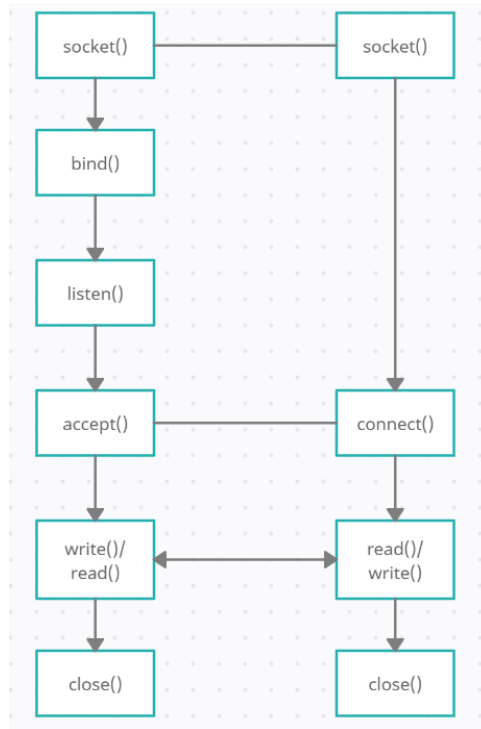 socket()
socket()
bind()
listen()
accept()
connect()
write()/
read()
read()/
write()
close()
close()